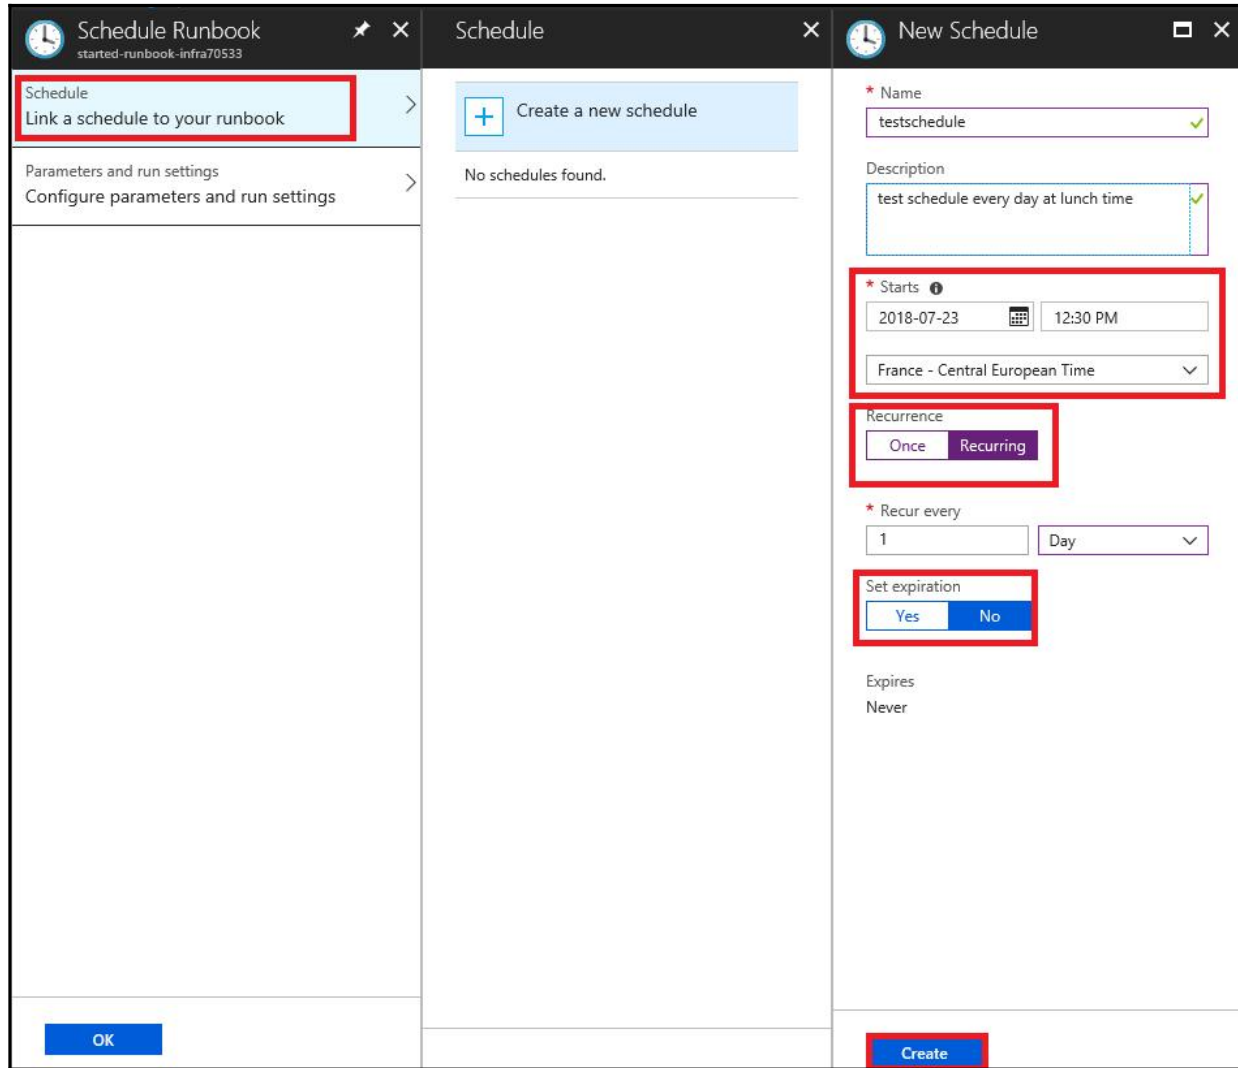 Schedule Runbook
started-runbook-infra70533
Schedule
Link a schedule to your runbook
Parameters and run settings
Configure parameters and run settings
OK
Schedule
Create a new schedule
No schedules found.
New Schedule
* Name
testschedule
Description
test schedule every day at lunch time
* Starts
2018-07-23 12:30 PM
France - Central European Time
Recurrence
Once Recurring
* Recur every
1 Day
Set expiration
Yes No
Expires
Never
Create